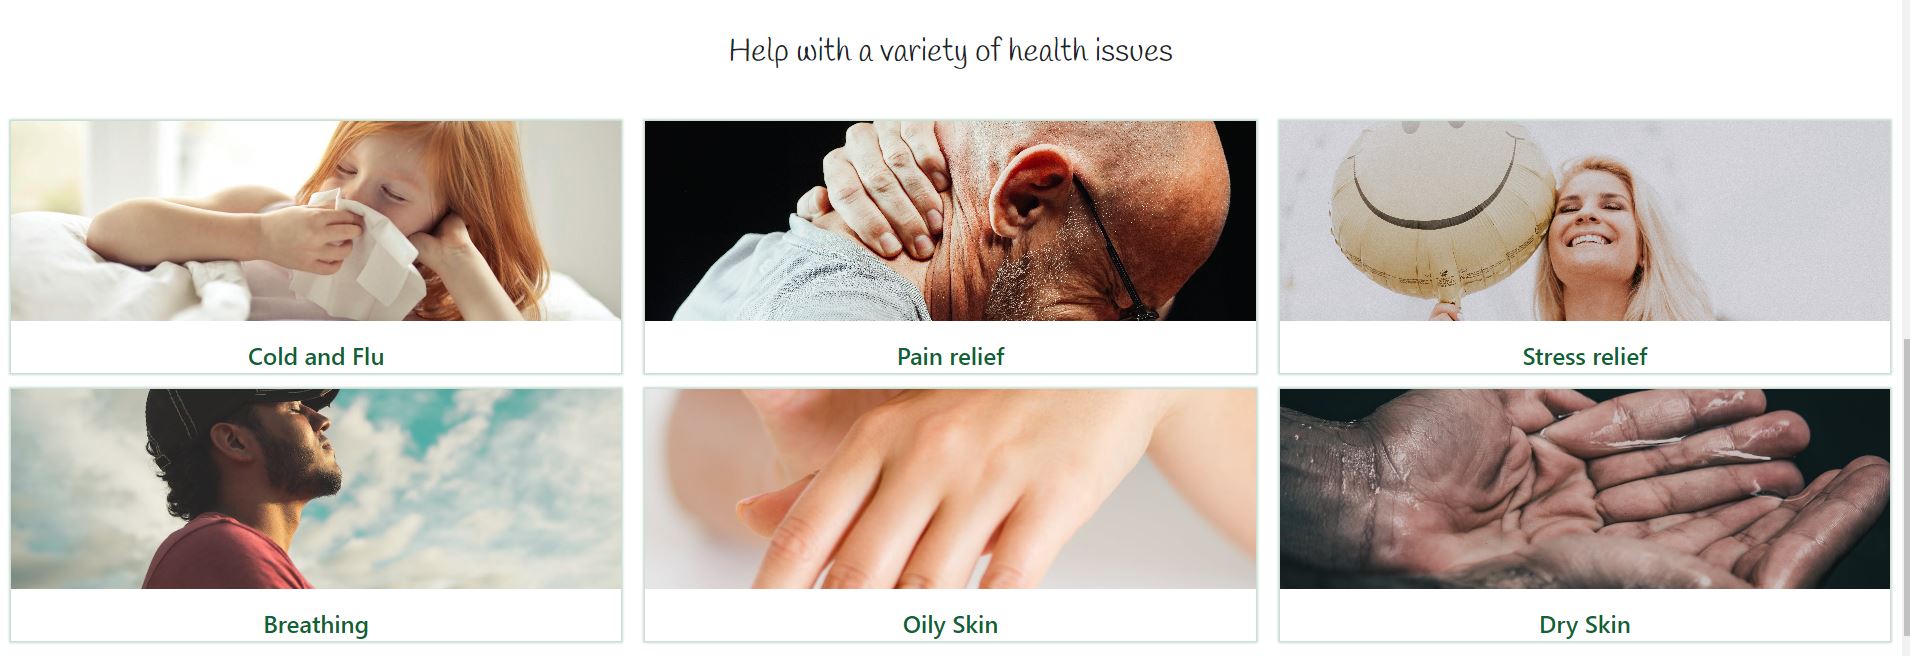 Help with a variety of health issues
Cold and Flu
Pain relief
Stress relief
Breathing
Oily Skin
Dry Skin